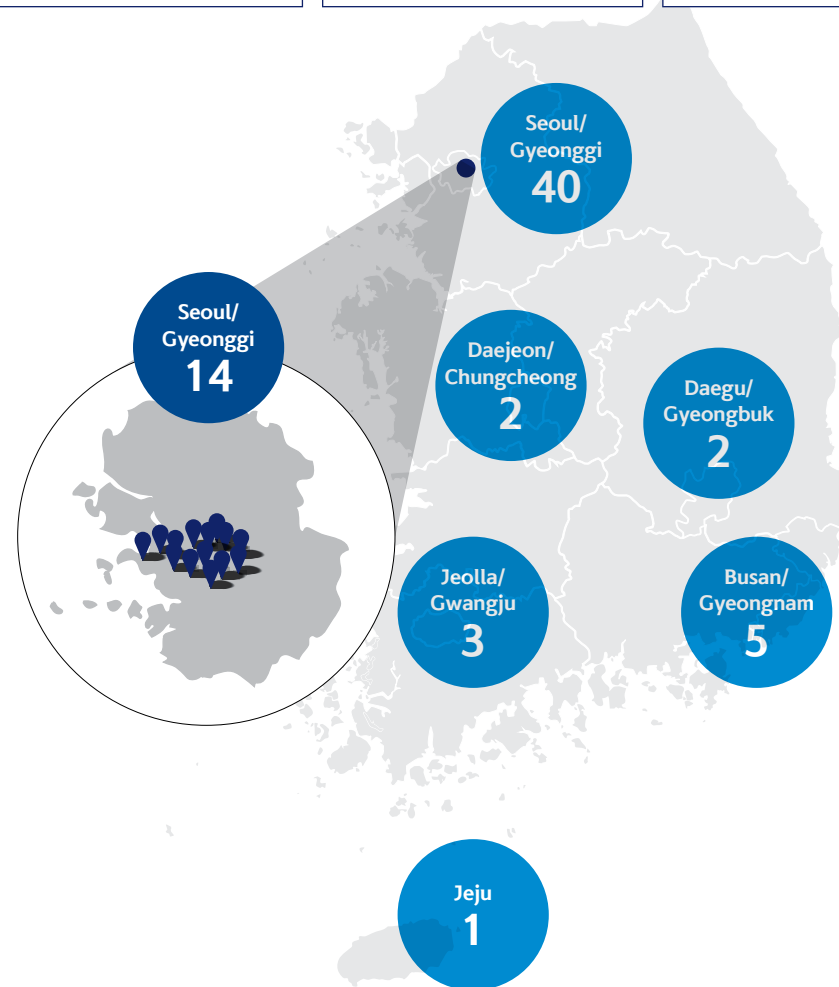 Seoul/
Gyeonggi
40
Seoul/
Gyeonggi
14
Daejeon/
Chungcheong
2
Daegu/
Gyeongbuk
2
Jeolla/
Gwangju
3
Busan/
Gyeongnam
5
Jeju
1